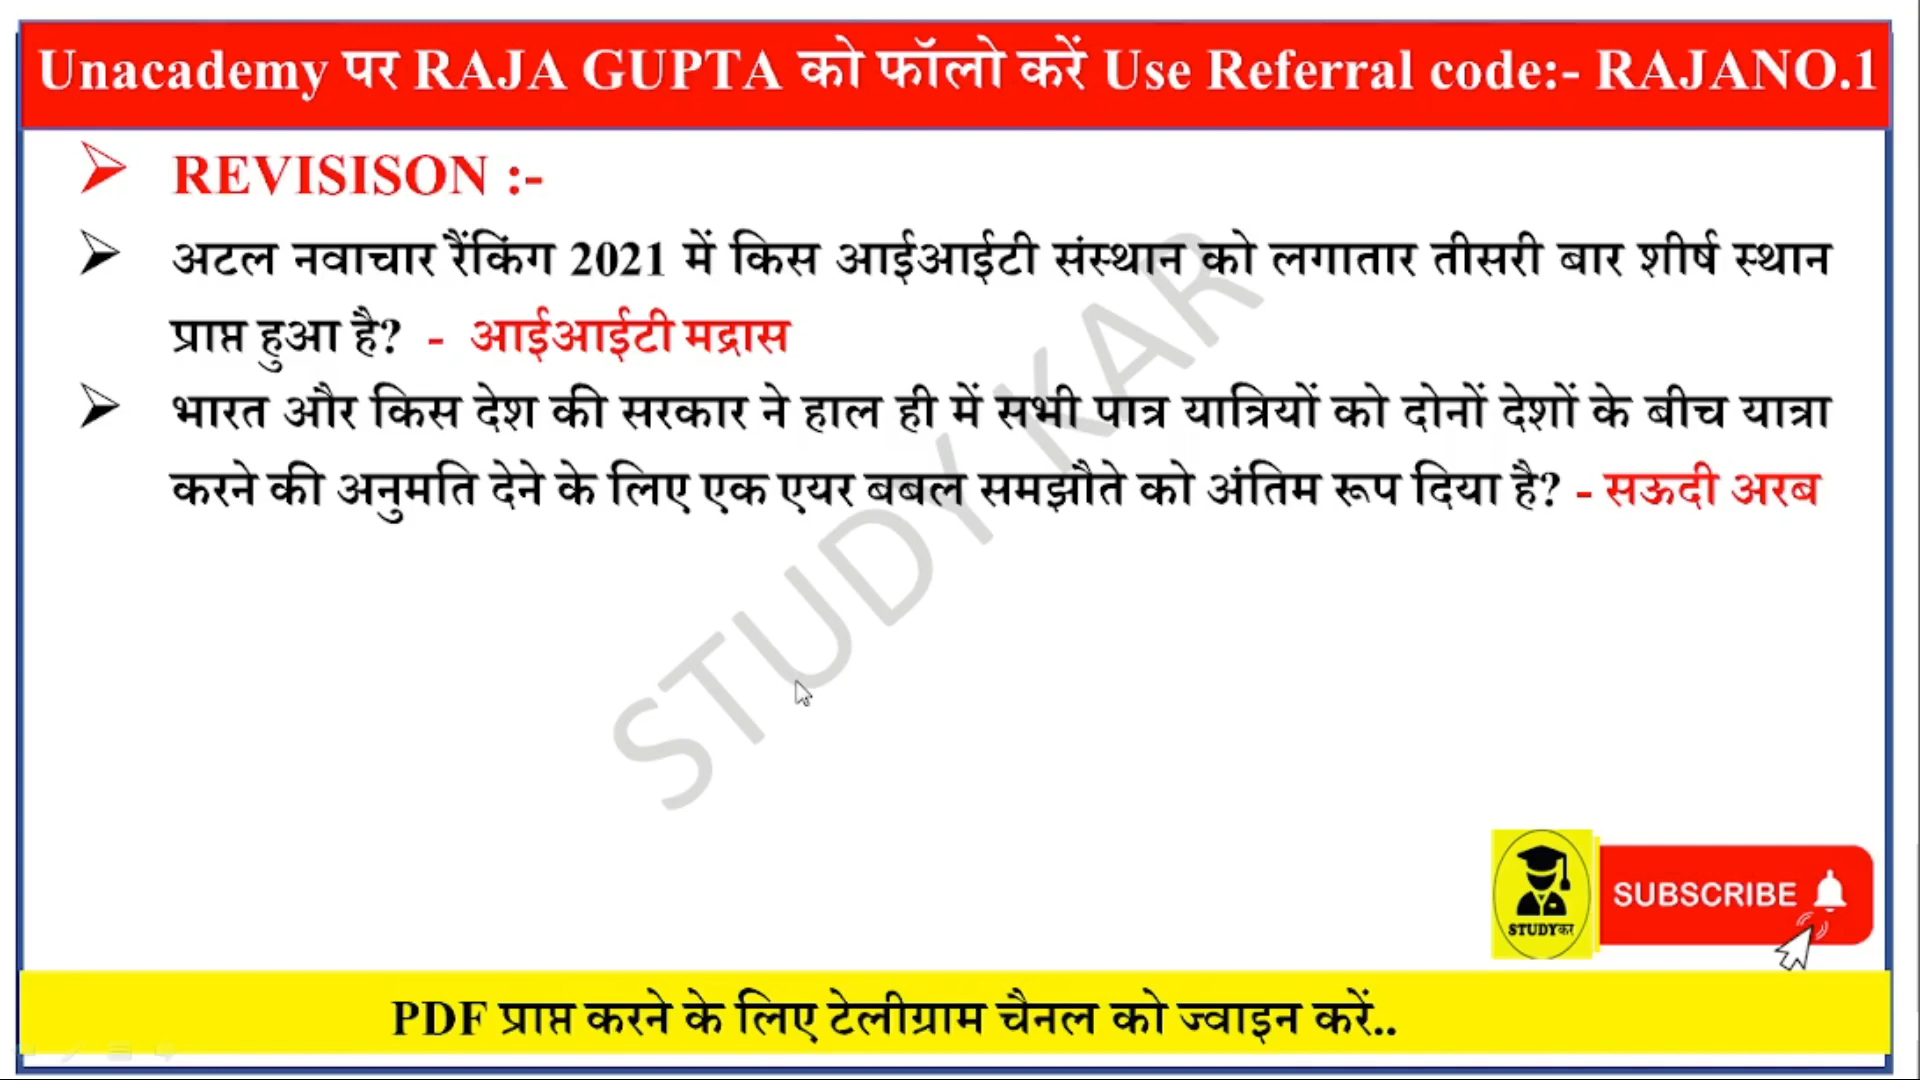 Unacademy पर RAJA GUPTA को फॉलो करें Use Referral code:- RAJANO.1
REVISISON :-
अटल नवाचार रैंकिंग 2021 में किस आईआईटी संस्थान को लगातार तीसरी बार शीर्ष स्थान
प्राप्त हुआ है? - आईआईटी मद्रास
भारत और किस देश की सरकार ने हाल ही में सभी पात्र यात्रियों को दोनों देशों के बीच यात्रा
करने की अनुमति देने के लिए एक एयर बबल समझौते को अंतिम रूप दिया है? - सऊदी अरब
STUDY KAR
STUDYकर
SUBSCRIBE
PDF प्राप्त करने के लिए टेलीग्राम चैनल को ज्वाइन करें..